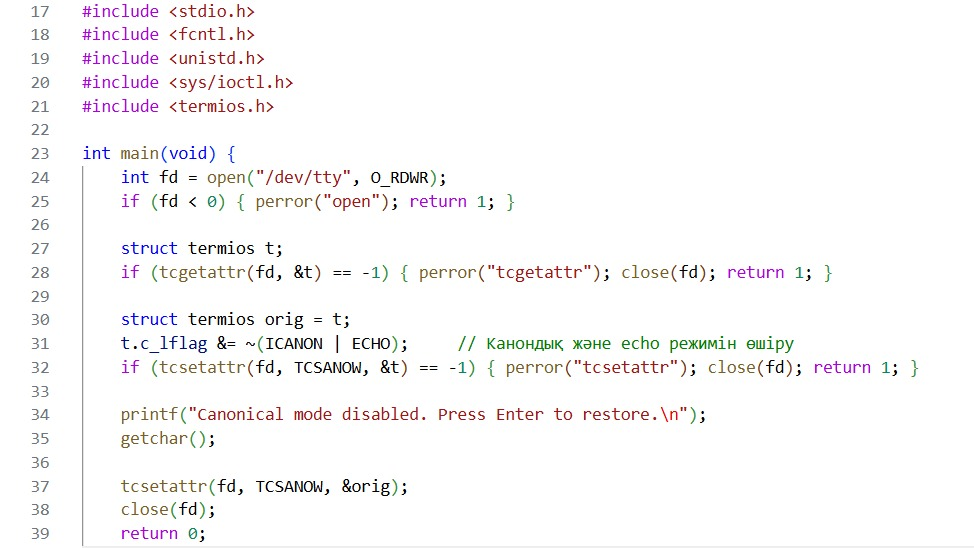 17 #include <stdio.h>
18 #include <fcntl.h>
19 #include <unistd.h>
20 #include <sys/ioctl.h>
21 #include <termios.h>
22
23 int main(void) {
24     int fd = open("/dev/tty", O_RDWR);
25     if (fd < 0) { perror("open"); return 1; }
26
27     struct termios t;
28     if (tcgetattr(fd, &t) == -1) { perror("tcgetattr"); close(fd); return 1; }
29
30     struct termios orig = t;
31     t.c_lflag &= ~(ICANON | ECHO);     // Канондық және echo режимін өшіру
32     if (tcsetattr(fd, TCSANOW, &t) == -1) { perror("tcsetattr"); close(fd); return 1; }
33
34     printf("Canonical mode disabled. Press Enter to restore.\n");
35     getchar();
36
37     tcsetattr(fd, TCSANOW, &orig);
38     close(fd);
39     return 0;